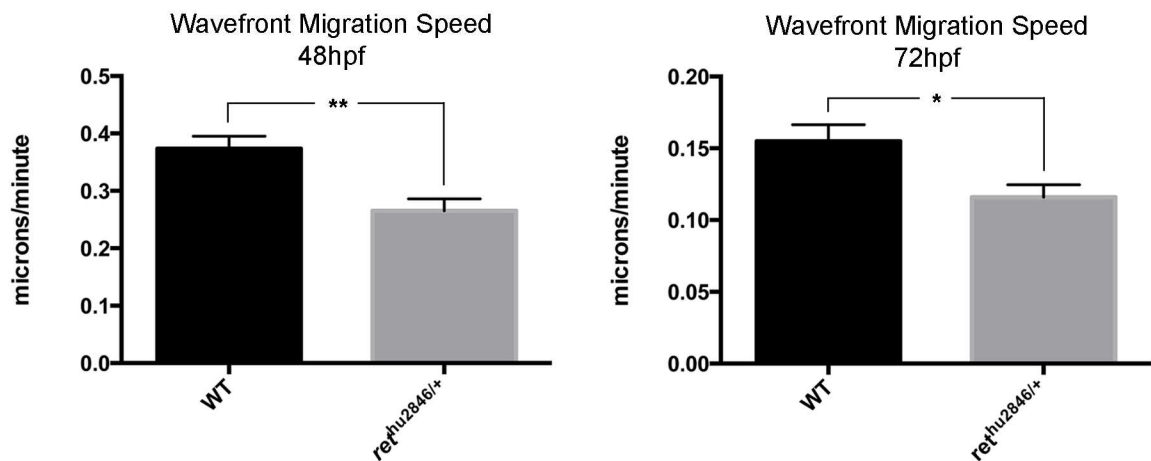 Wavefront Migration Speed
48hpf
microns/minute
0.5
0.4
0.3
0.2
0.1
0.0
**
WT
ret^hu2846/+
Wavefront Migration Speed
72hpf
microns/minute
0.20
0.15
0.10
0.05
0.00
*
WT
ret^hu2846/+